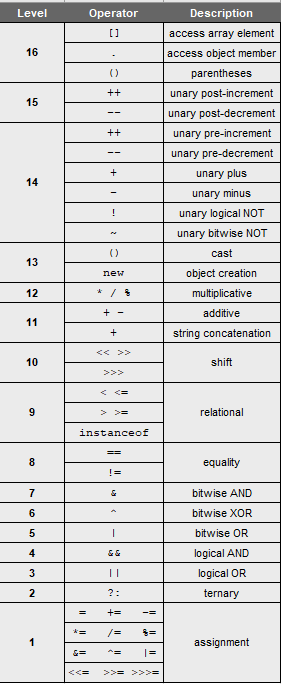 Level Operator Description
16 [] access array element
. access object member
() parentheses
15 ++ unary post-increment
-- unary post-decrement
14 ++ unary pre-increment
-- unary pre-decrement
+ unary plus
- unary minus
! unary logical NOT
~ unary bitwise NOT
13 () cast
new object creation
12 * / % multiplicative
11 + - additive
+ string concatenation
10 << >> shift
>>>
9 < <= relational
> >=
instanceof
8 == equality
!=
7 & bitwise AND
6 ^ bitwise XOR
5 | bitwise OR
4 && logical AND
3 || logical OR
2 ?: ternary
1 = += -= assignment
*= /= %=
&= ^= |=
<<= >>= >>>=